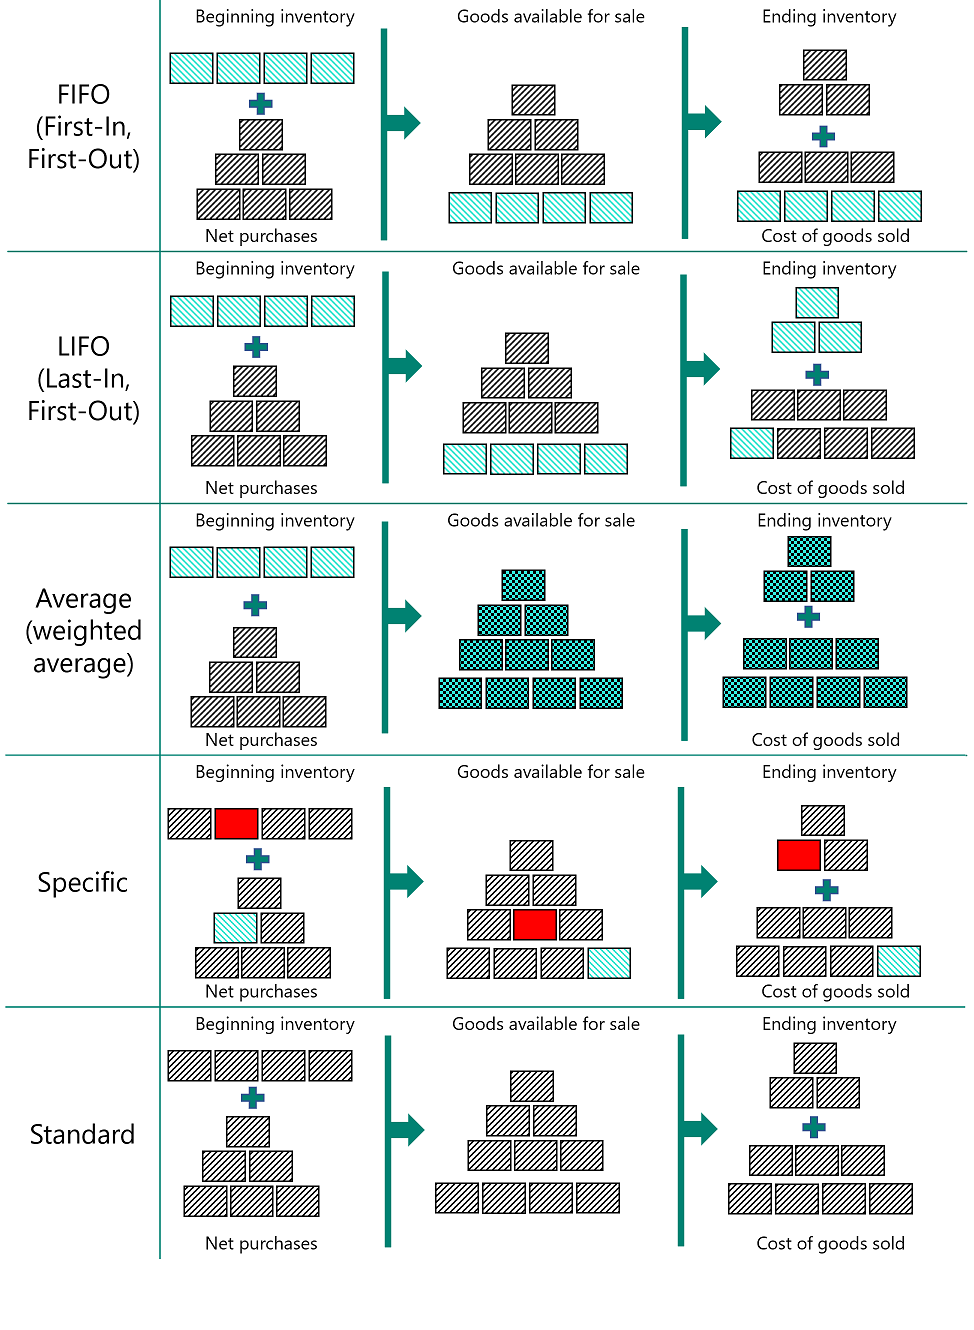 Beginning inventory
Goods available for sale
Ending inventory
FIFO
(First-In,
First-Out)
Net purchases
Cost of goods sold
Beginning inventory
Goods available for sale
Ending inventory
LIFO
(Last-In,
First-Out)
Net purchases
Cost of goods sold
Beginning inventory
Goods available for sale
Ending inventory
Average
(weighted
average)
Net purchases
Cost of goods sold
Beginning inventory
Goods available for sale
Ending inventory
Specific
Net purchases
Cost of goods sold
Beginning inventory
Goods available for sale
Ending inventory
Standard
Net purchases
Cost of goods sold